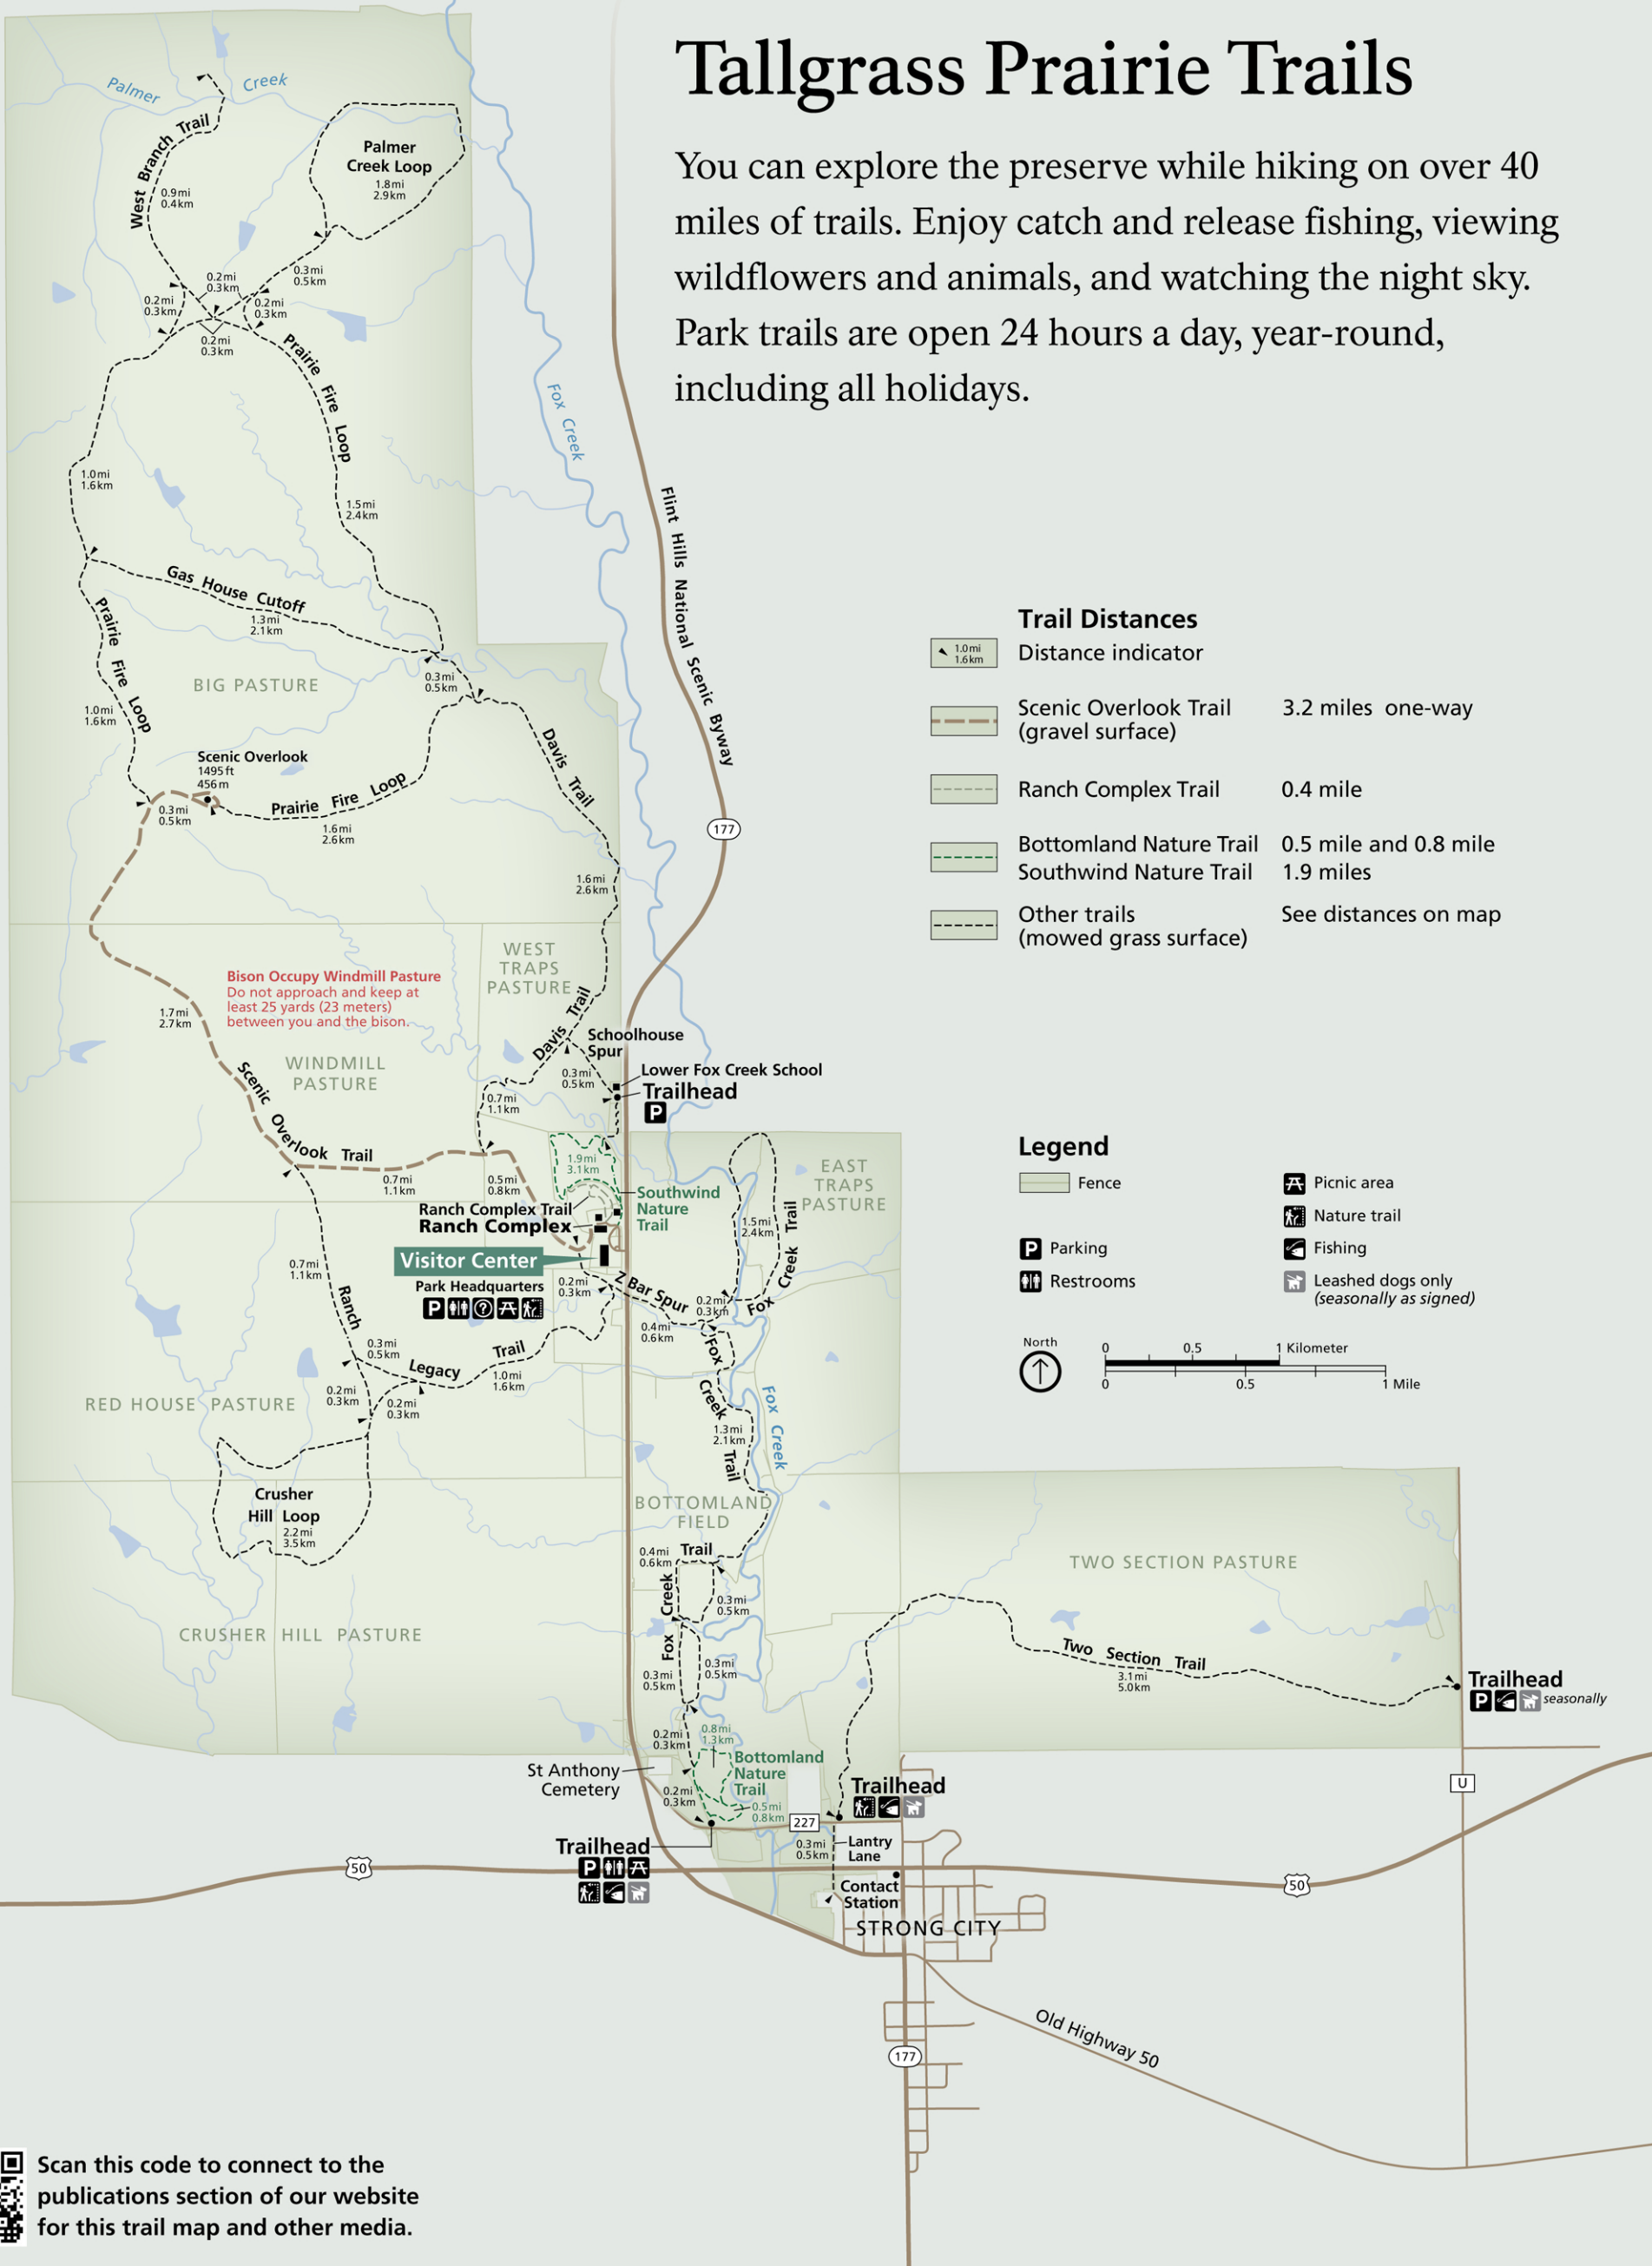 Tallgrass Prairie Trails
You can explore the preserve while hiking on over 40
miles of trails. Enjoy catch and release fishing, viewing
wildflowers and animals, and watching the night sky.
Park trails are open 24 hours a day, year-round,
including all holidays.
Palmer Creek
West Branch Trail
0.9mi
0.4km
Palmer
Creek Loop
1.8mi
2.9km
0.2mi
0.3km
0.3mi
0.5km
0.2mi
0.3km
0.2mi
0.3km
0.2mi
0.3km
Prairie Fire Loop
Fox Creek
1.0mi
1.6km
1.5mi
2.4km
Flint Hills National Scenic Byway
Gas House Cutoff
1.3mi
2.1km
Prairie Fire Loop
BIG PASTURE
0.3mi
0.5km
1.0mi
1.6km
Davis Trail
Scenic Overlook
1495ft
456m
0.3mi
0.5km
Prairie Fire Loop
1.6mi
2.6km
177
1.6mi
2.6km
Trail Distances
1.0mi
1.6km
Distance indicator
Scenic Overlook Trail 3.2 miles one-way
(gravel surface)
Ranch Complex Trail 0.4 mile
Bottomland Nature Trail 0.5 mile and 0.8 mile
Southwind Nature Trail 1.9 miles
Other trails See distances on map
(mowed grass surface)
WEST
TRAPS
PASTURE
Bison Occupy Windmill Pasture
Do not approach and keep at
least 25 yards (23 meters)
between you and the bison.
1.7mi
2.7km
WINDMILL
PASTURE
Davis Trail
Schoolhouse
Spur
0.3mi
0.5km
Lower Fox Creek School
Trailhead
P
0.7mi
1.1km
Scenic Overlook Trail
0.7mi
1.1km
0.5mi
0.8km
1.9mi
3.1km
Southwind
Nature
Trail
Ranch Complex Trail
Ranch Complex
Visitor Center
Park Headquarters
P ?
EAST
TRAPS
PASTURE
1.5mi
2.4km
Fox Creek Trail
0.2mi
0.3km
Z Bar Spur
0.2mi
0.3km
0.4mi
0.6km
Legend
Fence
P Parking
Restrooms
Picnic area
Nature trail
Fishing
Leashed dogs only
(seasonally as signed)
North
0 0.5 1 Kilometer
0 0.5 1 Mile
0.7mi
1.1km
Ranch Legacy Trail
0.3mi
0.5km
1.0mi
1.6km
0.2mi
0.3km
0.2mi
0.3km
RED HOUSE PASTURE
Fox Creek Trail
Fox Creek
1.3mi
2.1km
Crusher
Hill Loop
2.2mi
3.5km
BOTTOMLAND
FIELD
0.4mi
0.6km
Fox Creek Trail
0.3mi
0.5km
0.3mi
0.5km
0.3mi
0.5km
CRUSHER HILL PASTURE
TWO SECTION PASTURE
Two Section Trail
3.1mi
5.0km
Trailhead
P seasonally
0.2mi
0.3km
0.8mi
1.3km
Bottomland
Nature
Trail
St Anthony
Cemetery
0.2mi
0.3km
0.5mi
0.8km
Trailhead
U
227
Trailhead
P
0.3mi
0.5km
Lantry
Lane
Contact
Station
50
50
STRONG CITY
Old Highway 50
177
Scan this code to connect to the
publications section of our website
for this trail map and other media.